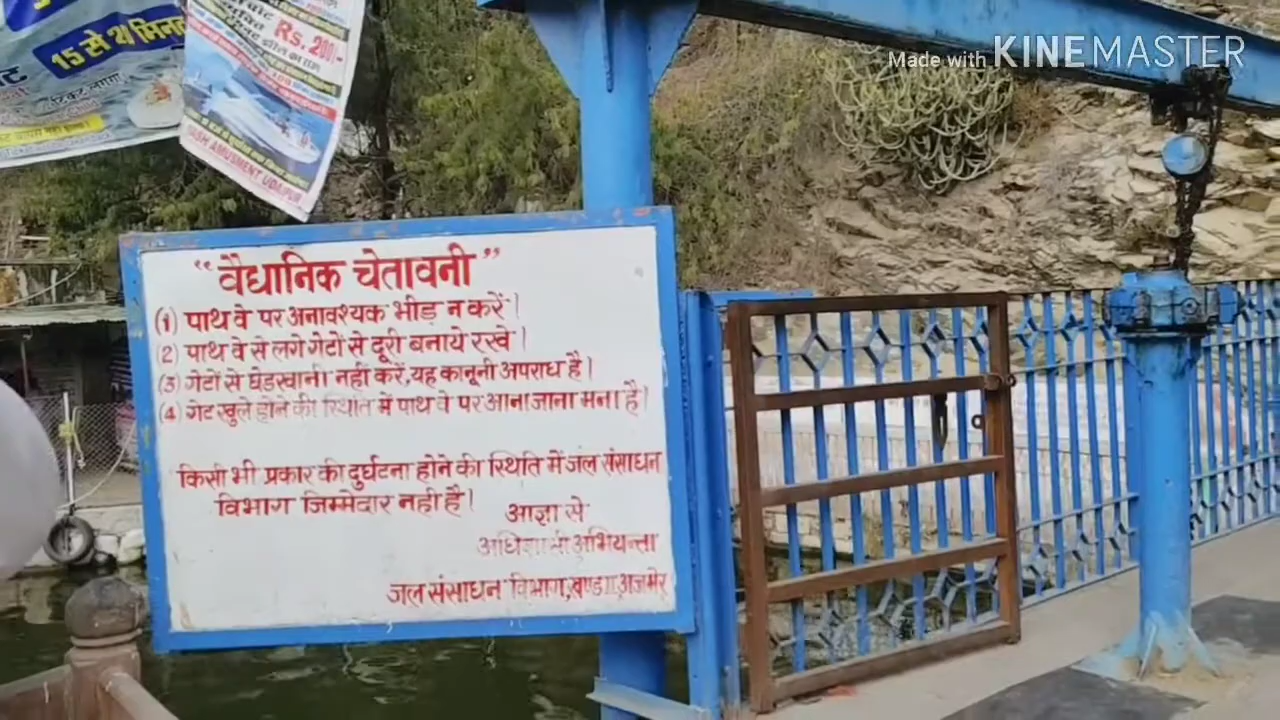 15 से
Rs. 200/-
AMUSMENT UDAIPUR
Made with KINEMASTER
“वैधानिक चेतावनी”
(1) पाथ वे पर अनावश्यक भीड़ न करें।
(2) पाथ वे से लगे गेटों से दूरी बनाये रखे।
(3) गेटों से छेड़खानी नहीं करें, यह कानूनी अपराध है।
(4) गेट खुले होने की स्थिति में पाथ वे पर आना जाना मना है।
किसी भी प्रकार की दुर्घटना होने की स्थिति में जल संसाधन
विभाग जिम्मेदार नहीं है।
आज्ञा से
अधिशाषी अभियन्ता
जल संसाधन विभाग, खण्ड अजमेर